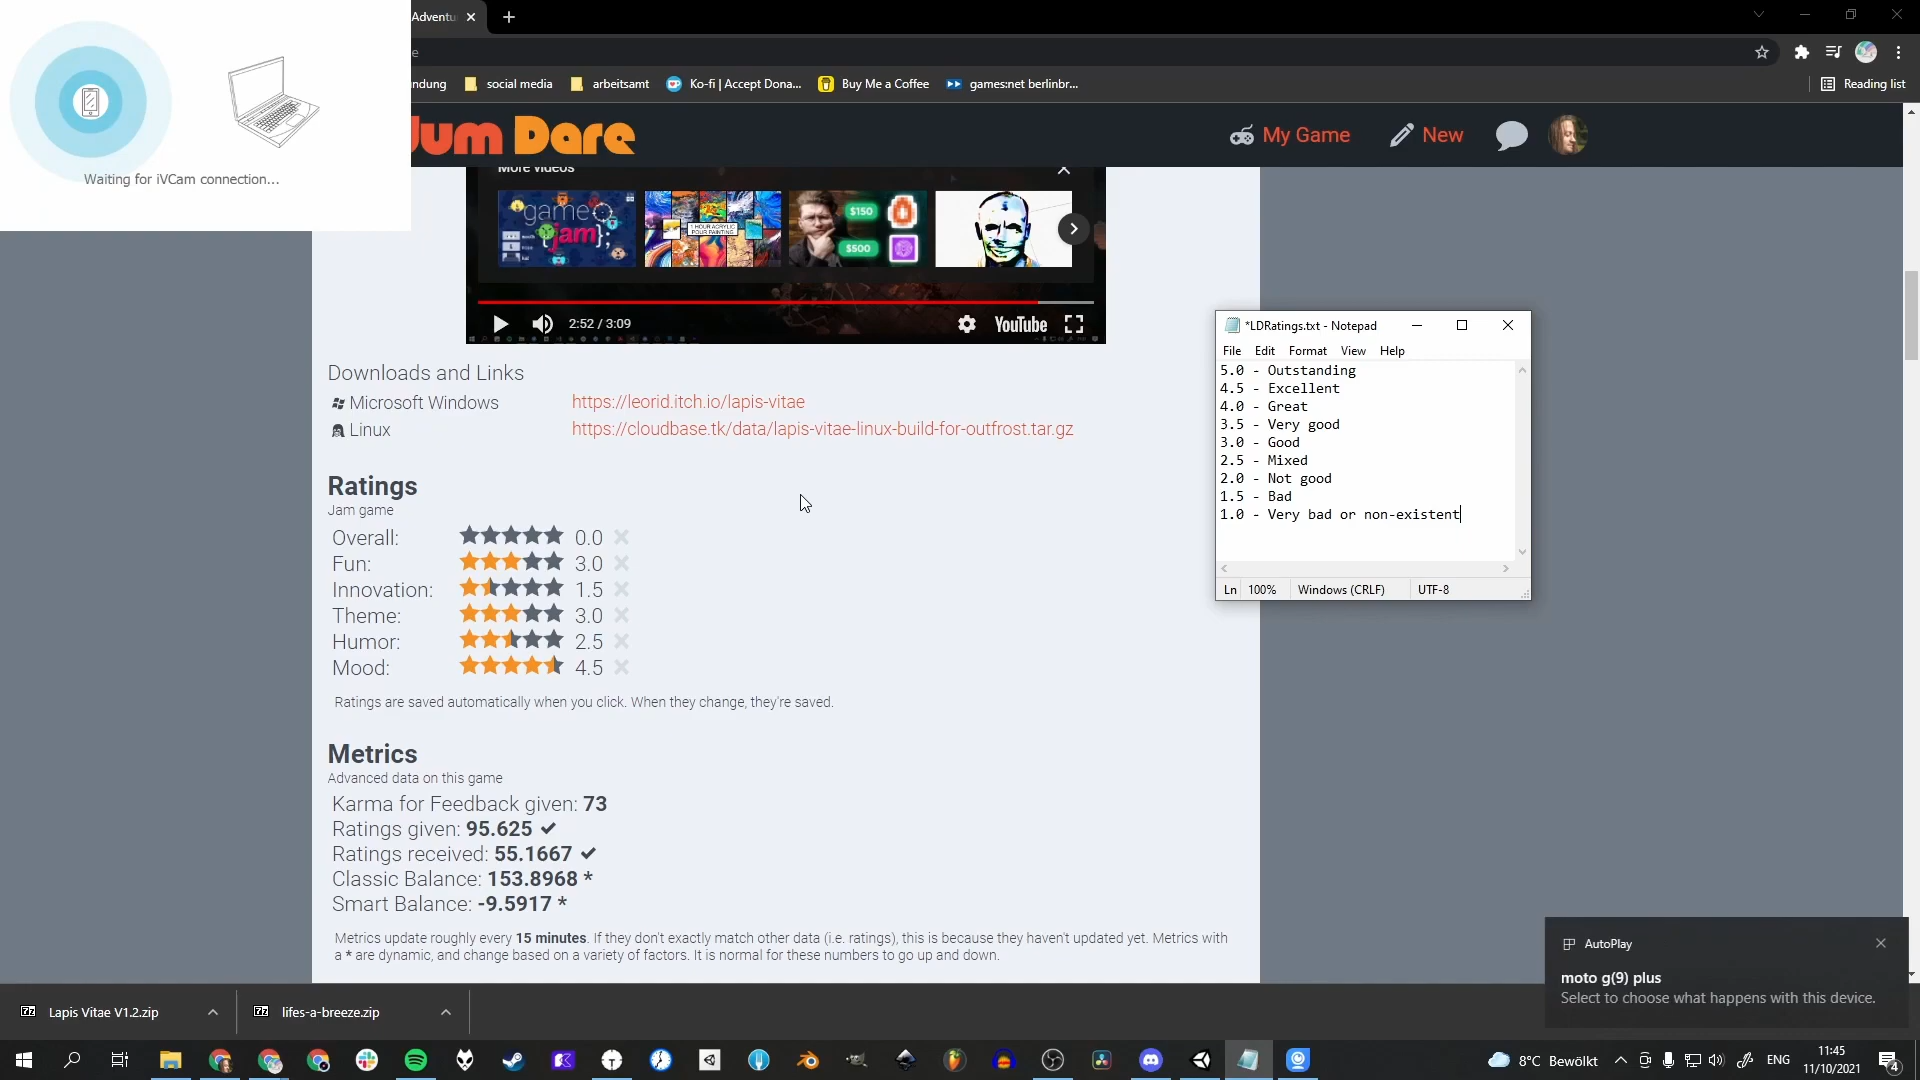 Adventu
Waiting for iVCam connection...
ndung
social media
arbeitsamt
Ko-fi | Accept Dona...
Buy Me a Coffee
games:net berlinbr...
Reading list
Dare
My Game
New
More videos
game
jam};
1 HOUR ACRYLIC
POUR PAINTING
$150
$500
2:52 / 3:09
YouTube
Downloads and Links
Microsoft Windows
https://leorid.itch.io/lapis-vitae
Linux
https://cloudbase.tk/data/lapis-vitae-linux-build-for-outfrost.tar.gz
Ratings
Jam game
Overall: 0.0
Fun: 3.0
Innovation: 1.5
Theme: 3.0
Humor: 2.5
Mood: 4.5
Ratings are saved automatically when you click. When they change, they're saved.
Metrics
Advanced data on this game
Karma for Feedback given: 73
Ratings given: 95.625 ✓
Ratings received: 55.1667 ✓
Classic Balance: 153.8968 *
Smart Balance: -9.5917 *
Metrics update roughly every 15 minutes. If they don't exactly match other data (i.e. ratings), this is because they haven't updated yet. Metrics with
a * are dynamic, and change based on a variety of factors. It is normal for these numbers to go up and down.
*LDRatings.txt - Notepad
File Edit Format View Help
5.0 - Outstanding
4.5 - Excellent
4.0 - Great
3.5 - Very good
3.0 - Good
2.5 - Mixed
2.0 - Not good
1.5 - Bad
1.0 - Very bad or non-existent
Ln 100% Windows (CRLF) UTF-8
AutoPlay
moto g(9) plus
Select to choose what happens with this device.
Lapis Vitae V1.2.zip
lifes-a-breeze.zip
8°C Bewölkt
ENG
11:45
11/10/2021
4